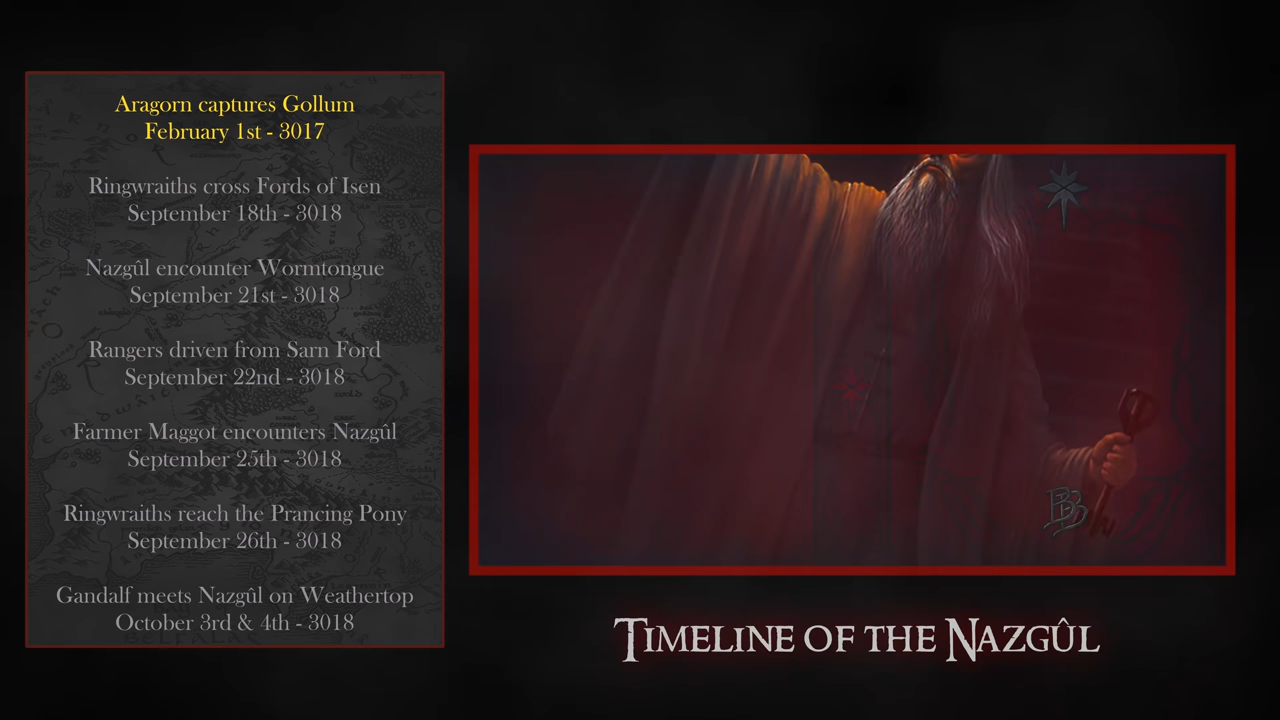 Aragorn captures Gollum
February 1st - 3017
Ringwraiths cross Fords of Isen
September 18th - 3018
Nazgûl encounter Wormtongue
September 21st - 3018
Rangers driven from Sarn Ford
September 22nd - 3018
Farmer Maggot encounters Nazgûl
September 25th - 3018
Ringwraiths reach the Prancing Pony
September 26th - 3018
Gandalf meets Nazgûl on Weathertop
October 3rd & 4th - 3018
Timeline of the Nazgûl